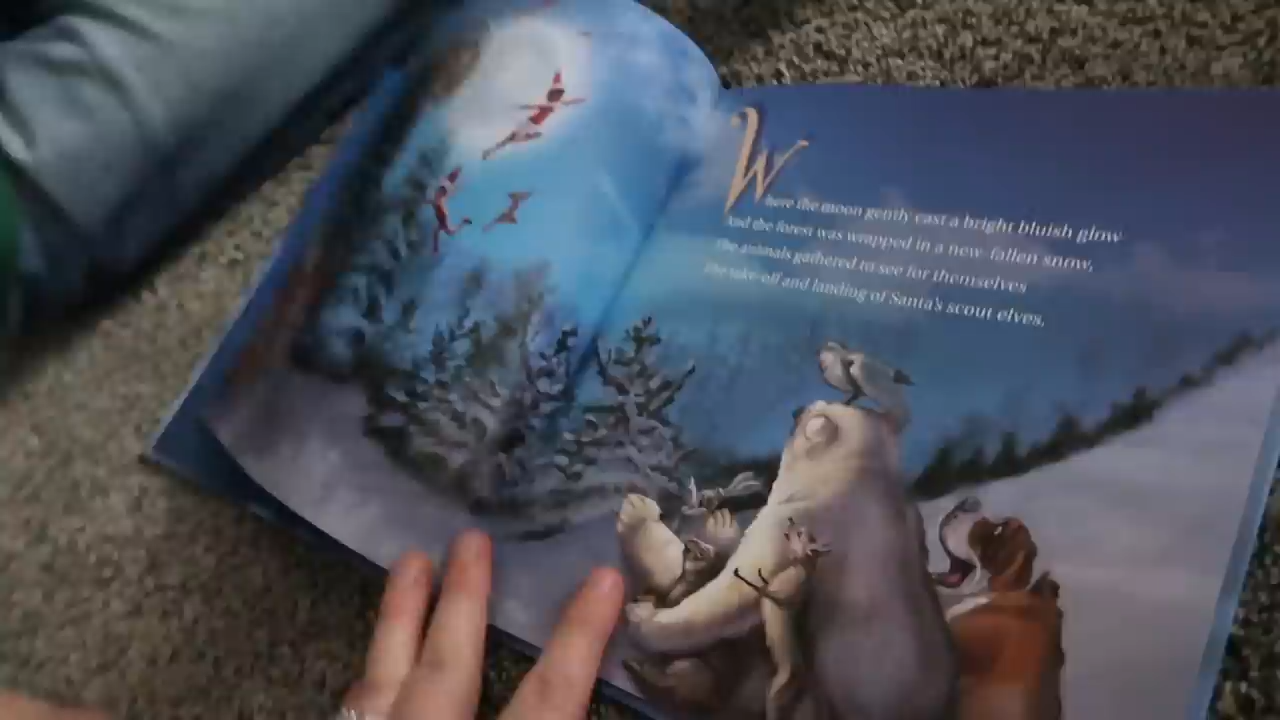 Where the moon gently cast a bright bluish glow
And the forest was wrapped in a new-fallen snow,
The animals gathered to see for themselves
The take-off and landing of Santa's scout elves.